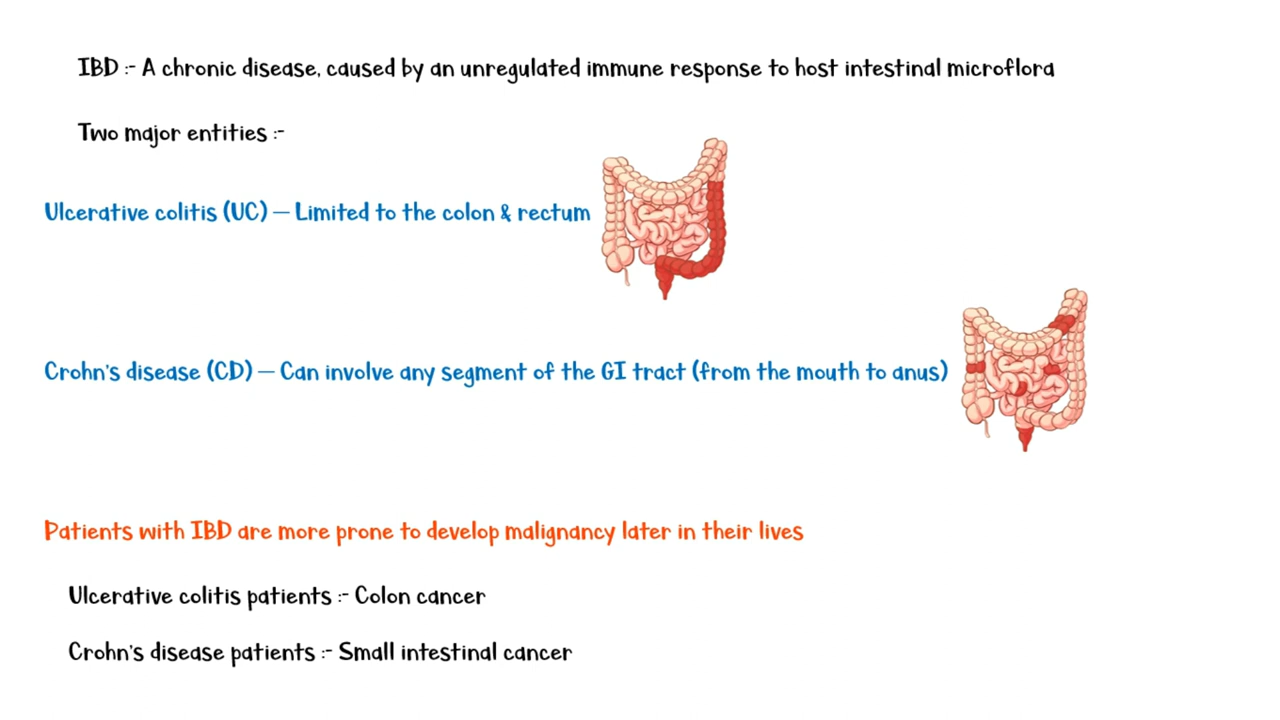 IBD :- A chronic disease, caused by an unregulated immune response to host intestinal microflora
Two major entities :-
Ulcerative colitis (UC) – Limited to the colon & rectum
Crohn's disease (CD) – Can involve any segment of the GI tract (from the mouth to anus)
Patients with IBD are more prone to develop malignancy later in their lives
Ulcerative colitis patients :- Colon cancer
Crohn's disease patients :- Small intestinal cancer